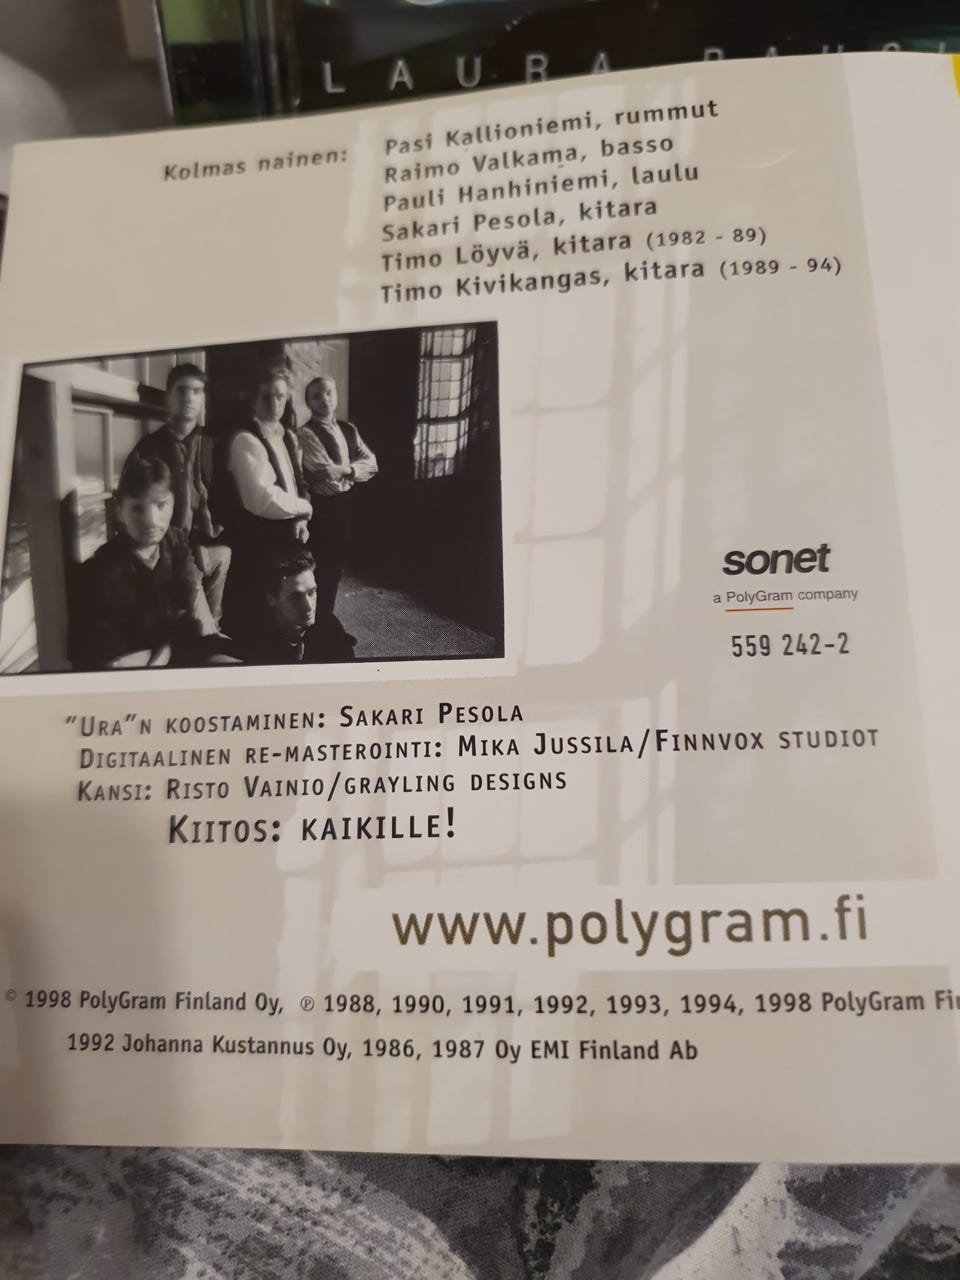 LAURA
Kolmas nainen:
Pasi Kallioniemi, rummut
Raimo Valkama, basso
Pauli Hanhiniemi, laulu
Sakari Pesola, kitara
Timo Löyvä, kitara (1982 - 89)
Timo Kivikangas, kitara (1989 - 94)
sonet
a PolyGram company
559 242-2
"URA"N KOOSTAMINEN: SAKARI PESOLA
DIGITAALINEN RE-MASTEROINTI: MIKA JUSSILA/FINNVOX STUDIOT
KANSI: RISTO VAINIO/GRAYLING DESIGNS
KIITOS: KAIKILLE!
www.polygram.fi
© 1998 PolyGram Finland Oy, ℗ 1988, 1990, 1991, 1992, 1993, 1994, 1998 PolyGram
1992 Johanna Kustannus Oy, 1986, 1987 Oy EMI Finland Ab